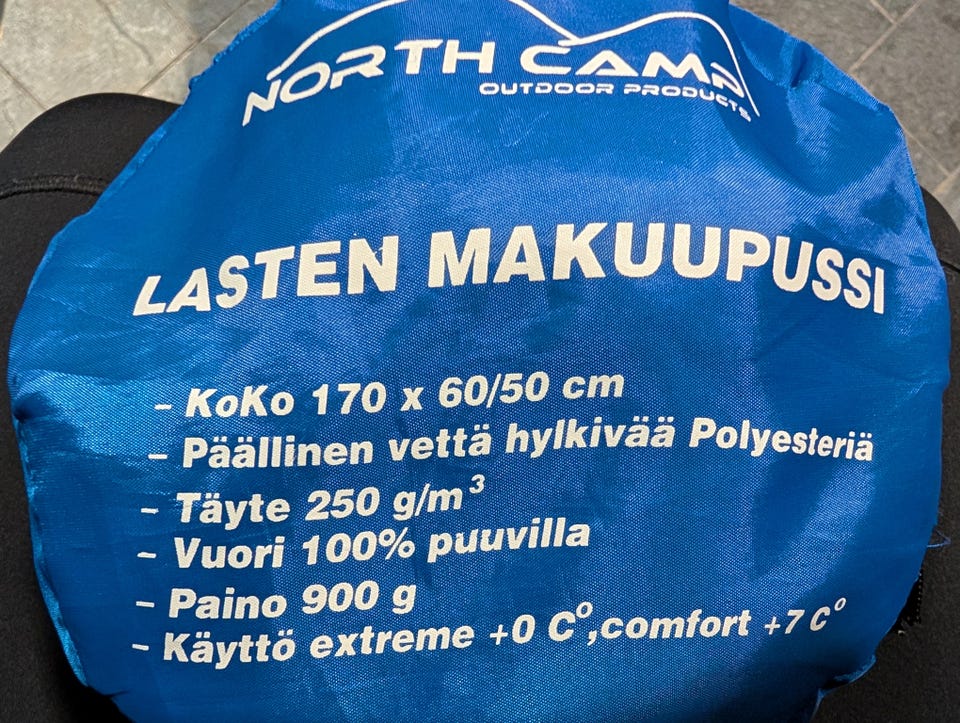 NORTH CAMP
OUTDOOR PRODUCTS
LASTEN MAKUUPUSSI
– KoKo 170 x 60/50 cm
– Päällinen vettä hylkivää Polyesteriä
– Täyte 250 g/m³
– Vuori 100% puuvilla
– Paino 900 g
– Käyttö extreme +0 C°,comfort +7 C°